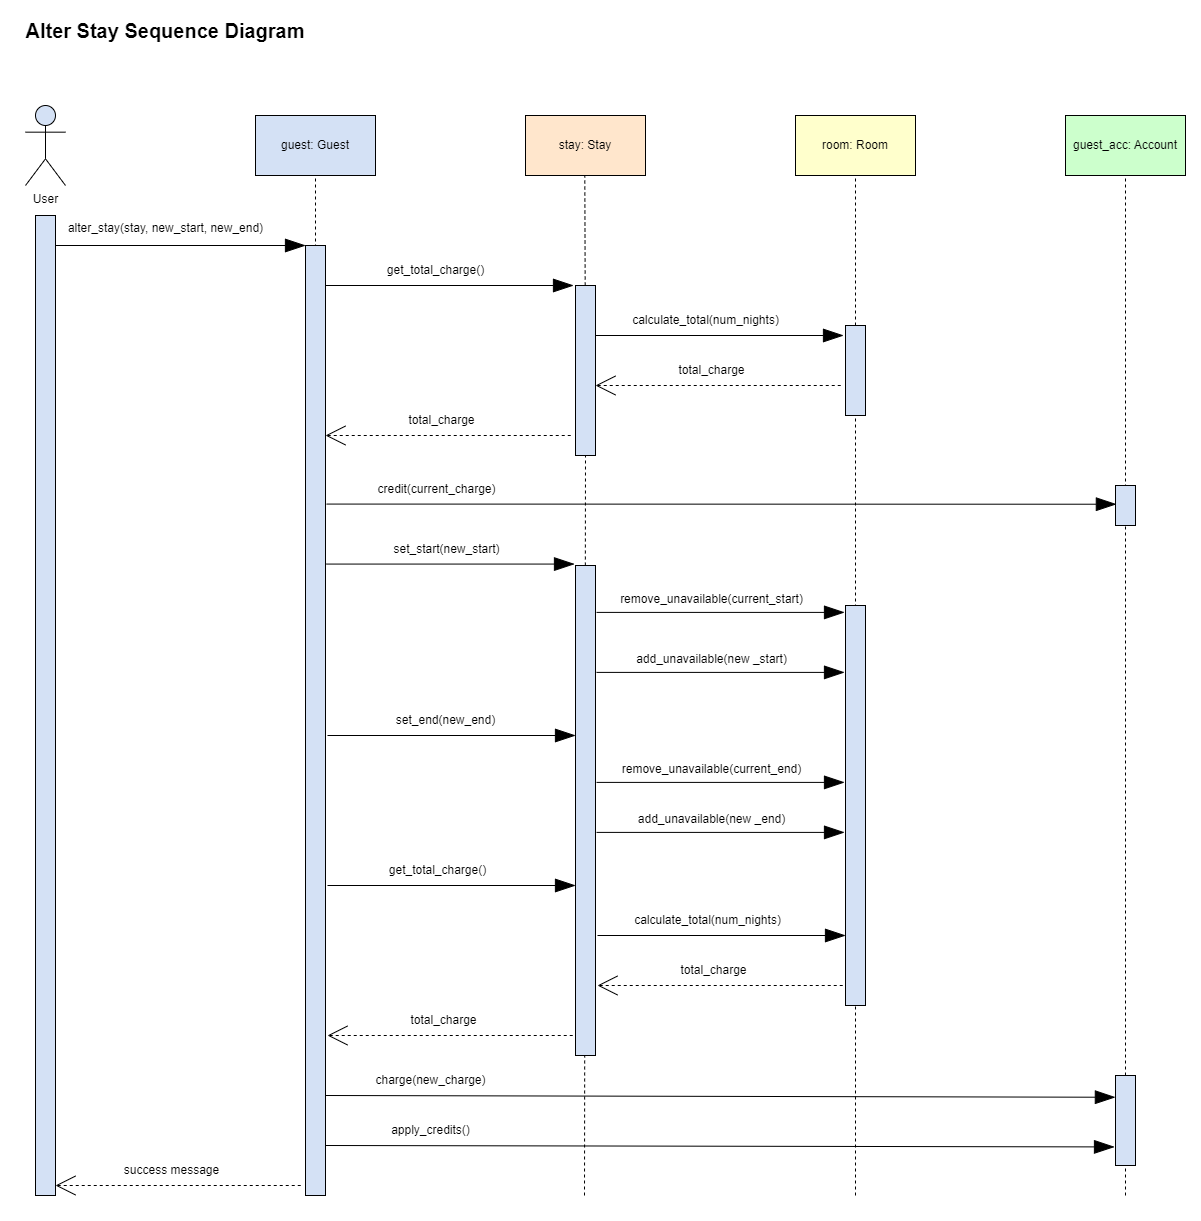 Alter Stay Sequence Diagram
guest: Guest
stay: Stay
room: Room
guest_acc: Account
User
alter_stay(stay, new_start, new_end)
get_total_charge()
calculate_total(num_nights)
total_charge
total_charge
credit(current_charge)
set_start(new_start)
remove_unavailable(current_start)
add_unavailable(new _start)
set_end(new_end)
remove_unavailable(current_end)
add_unavailable(new _end)
get_total_charge()
calculate_total(num_nights)
total_charge
total_charge
charge(new_charge)
apply_credits()
success message